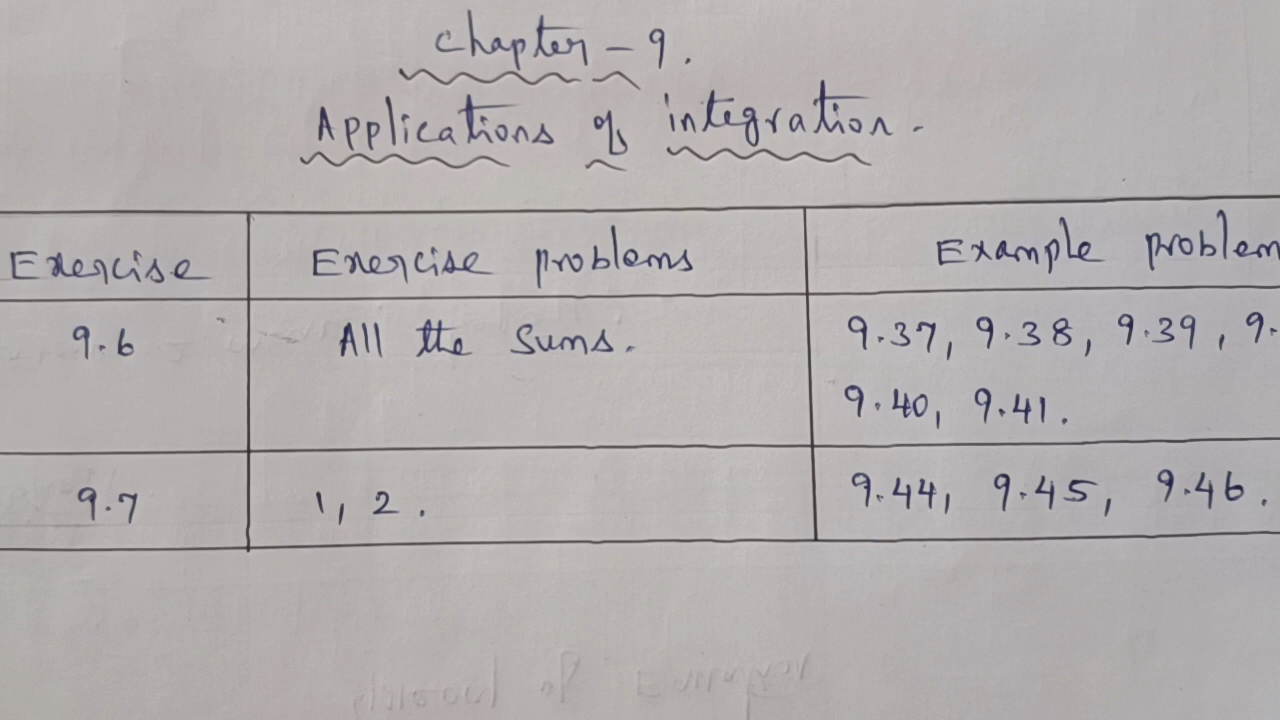 Chapter - 9.
Applications of integration.
Exercise Exercise problems Example problem
9.6 All the sums. 9.37, 9.38, 9.39, 9.
9.40, 9.41.
9.7 1, 2. 9.44, 9.45, 9.46.